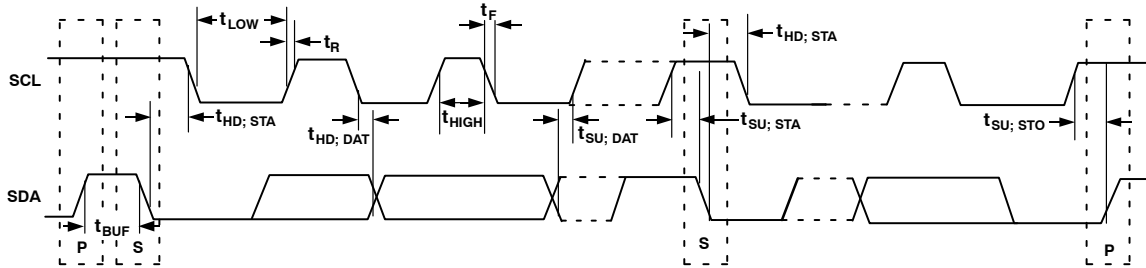 tLOW
tF
tR
tHD; STA
SCL
tHD; STA
tHD; DAT
tHIGH
tSU; DAT
tSU; STA
tSU; STO
SDA
tBUF
P
S
S
P